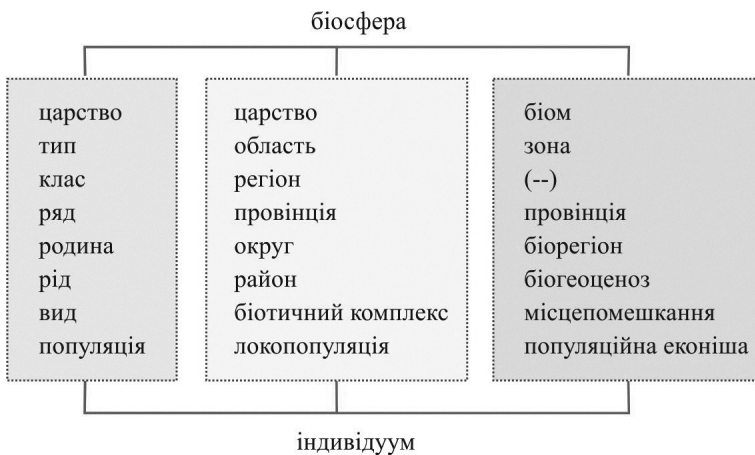 біосфера
царство
тип
клас
ряд
родина
рід
вид
популяція
царство
область
регіон
провінція
округ
район
біотичний комплекс
локопопуляція
біом
зона
(--)
провінція
біорегіон
біогеоценоз
місцепомешкання
популяційна еконіша
індивідуум